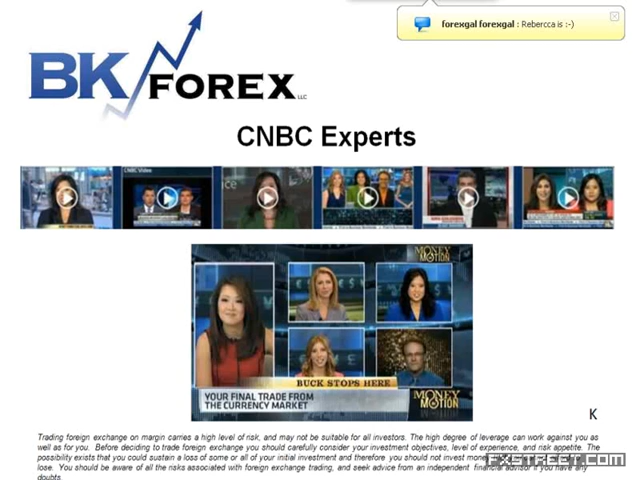 forexgal forexgal : Rebercca is :-)
BK FOREX LLC
CNBC Experts
CNBC Video
MONEY
MOTION
BUCK STOPS HERE
YOUR FINAL TRADE FROM
THE CURRENCY MARKET
MONEY
MOTION
K
Trading foreign exchange on margin carries a high level of risk, and may not be suitable for all investors. The high degree of leverage can work against you as
well as for you. Before deciding to trade foreign exchange you should carefully consider your investment objectives, level of experience, and risk appetite. The
possibility exists that you could sustain a loss of some or all of your initial investment and therefore you should not invest money
lose. You should be aware of all the risks associated with foreign exchange trading, and seek advice from an independent financial advisor if you have any
doubts.
FXSTREET.COM